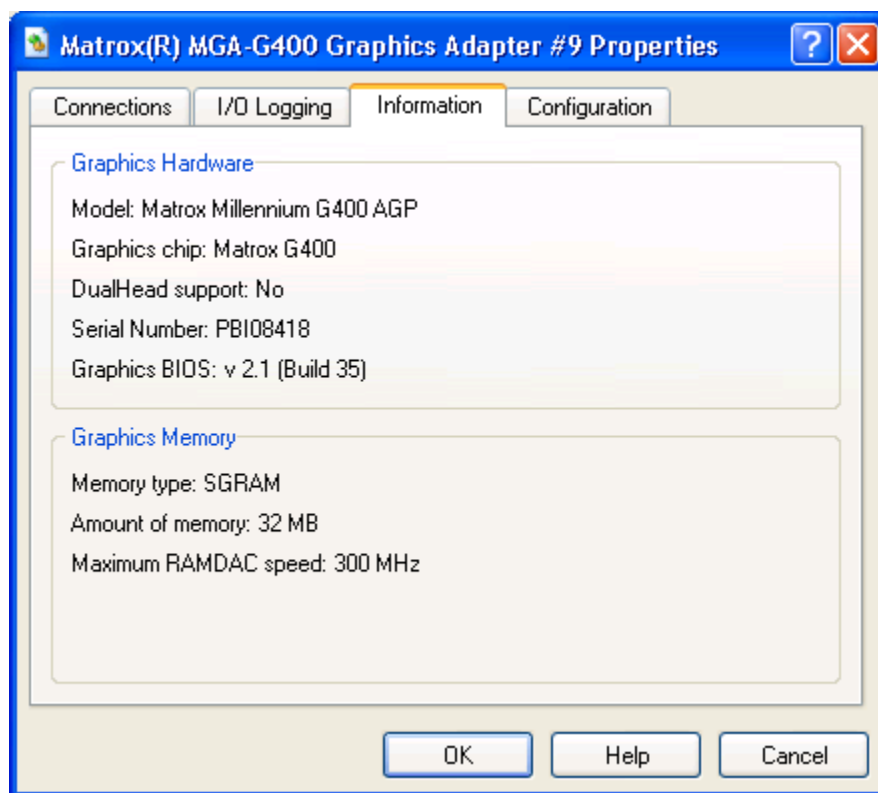 Matrox(R) MGA-G400 Graphics Adapter #9 Properties
Connections I/O Logging Information Configuration
Graphics Hardware
Model: Matrox Millennium G400 AGP
Graphics chip: Matrox G400
DualHead support: No
Serial Number: PBI08418
Graphics BIOS: v 2.1 (Build 35)
Graphics Memory
Memory type: SGRAM
Amount of memory: 32 MB
Maximum RAMDAC speed: 300 MHz
OK Help Cancel